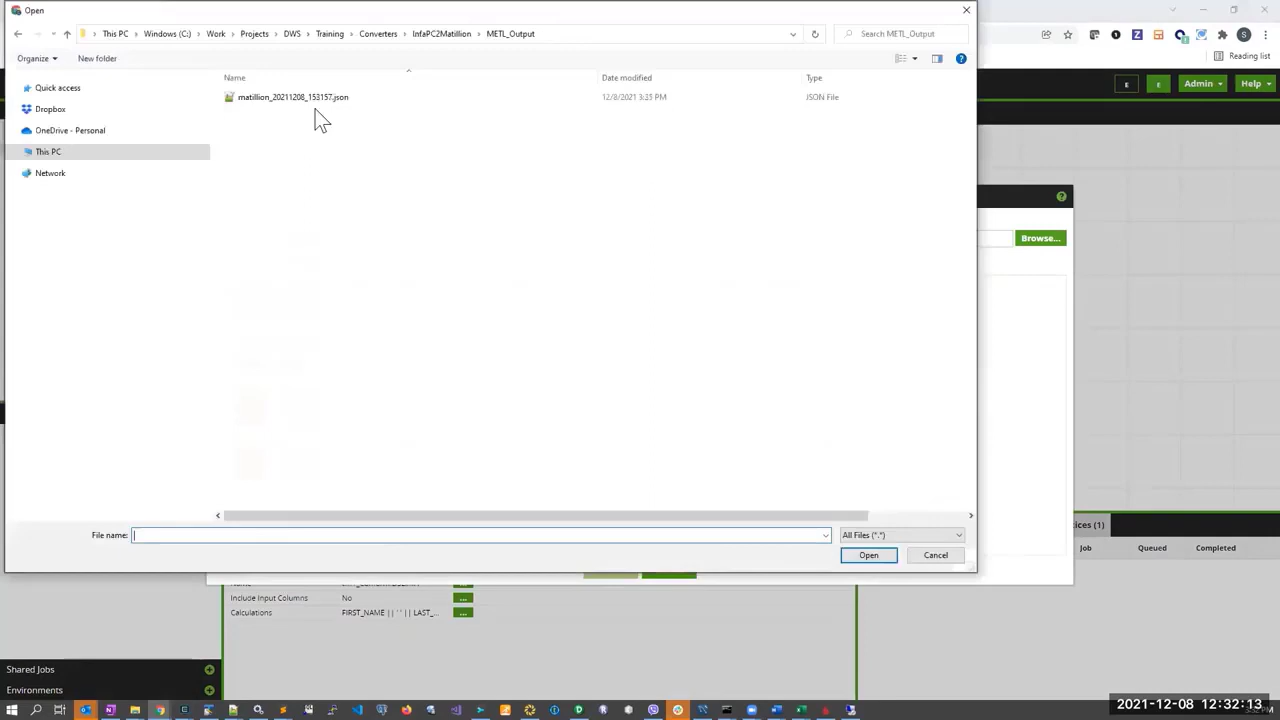 Open
This PC > Windows (C:) > Work > Projects > DWS > Training > Converters > InfaPC2Matillion > METL_Output
Search METL_Output
Organize
New folder
Reading list
Name
Date modified
Type
Quick access
matillion_20211208_153157.json
12/8/2021 3:35 PM
JSON File
E
E
Admin
Help
Dropbox
OneDrive - Personal
This PC
Network
Browse...
File name:
All Files (*.*)
ices (1)
Open
Cancel
Job
Queued
Completed
Include Input Columns
No
...
Calculations
FIRST_NAME || ' ' || LAST_...
...
Shared Jobs
Environments
2021-12-08 12:32:13